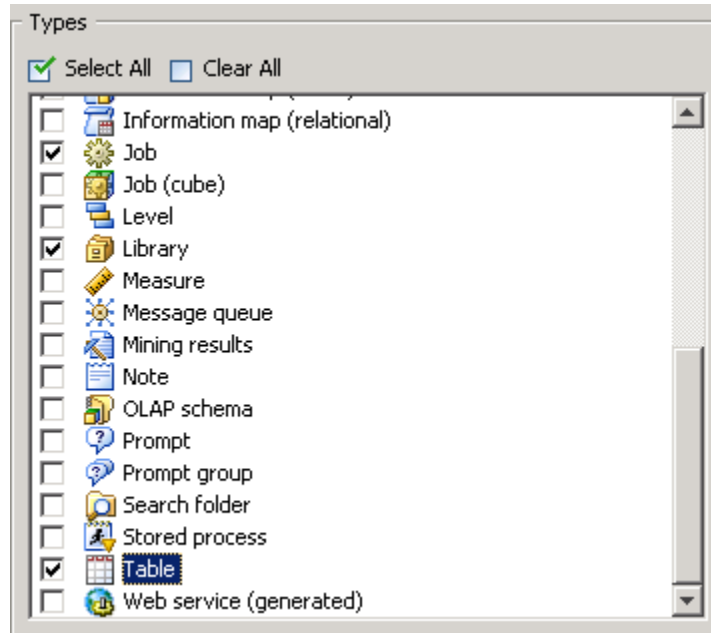 Types
Select All Clear All
Information map (relational)
Job
Job (cube)
Level
Library
Measure
Message queue
Mining results
Note
OLAP schema
Prompt
Prompt group
Search folder
Stored process
Table
Web service (generated)